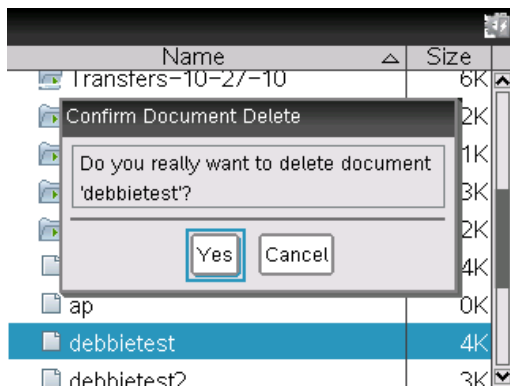 Name Size
Transfers-10-27-10 6K
Confirm Document Delete 2K
Do you really want to delete document 1K
'debbietest'? 3K
2K
Yes Cancel 4K
ap 0K
debbietest 4K
debbietest2 3K